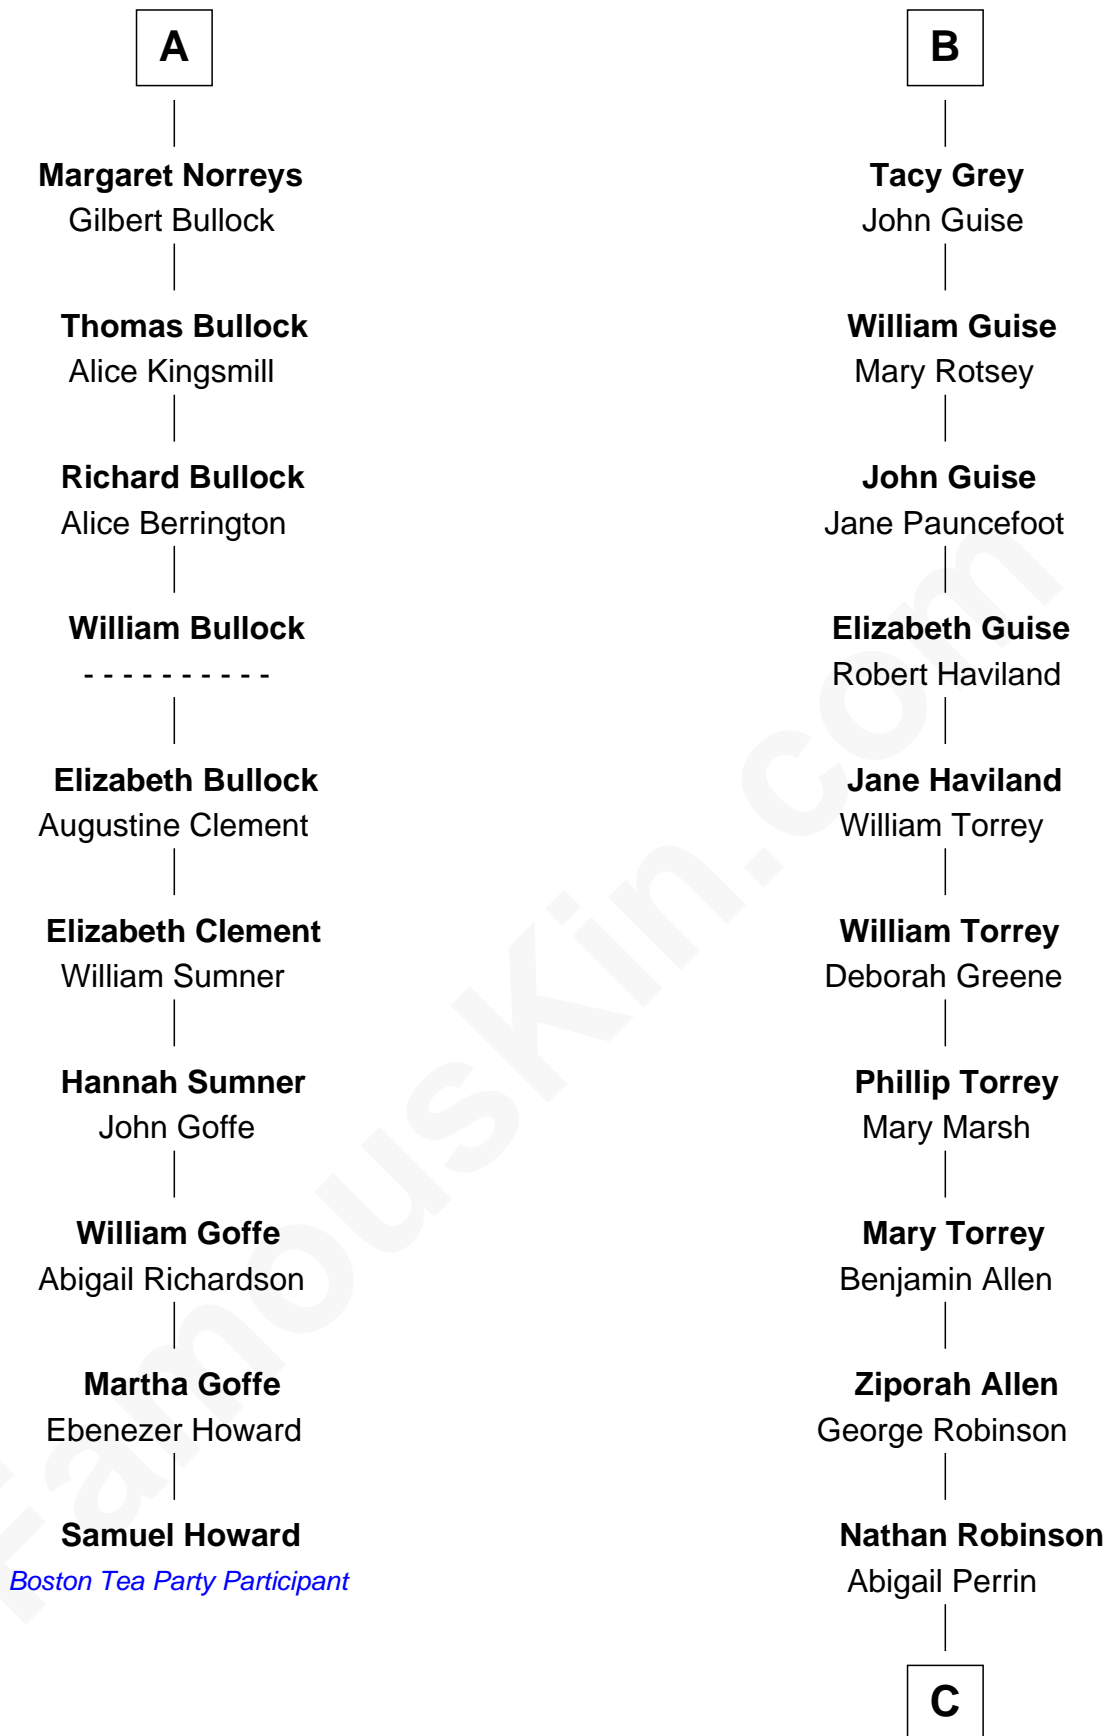 A
Margaret Norreys
Gilbert Bullock
Thomas Bullock
Alice Kingsmill
Richard Bullock
Alice Berrington
William Bullock
- - - - - - - - - -
Elizabeth Bullock
Augustine Clement
Elizabeth Clement
William Sumner
Hannah Sumner
John Goffe
William Goffe
Abigail Richardson
Martha Goffe
Ebenezer Howard
Samuel Howard
Boston Tea Party Participant
B
Tacy Grey
John Guise
William Guise
Mary Rotsey
John Guise
Jane Pauncefoot
Elizabeth Guise
Robert Haviland
Jane Haviland
William Torrey
William Torrey
Deborah Greene
Phillip Torrey
Mary Marsh
Mary Torrey
Benjamin Allen
Ziporah Allen
George Robinson
Nathan Robinson
Abigail Perrin
C
FamousKin.com